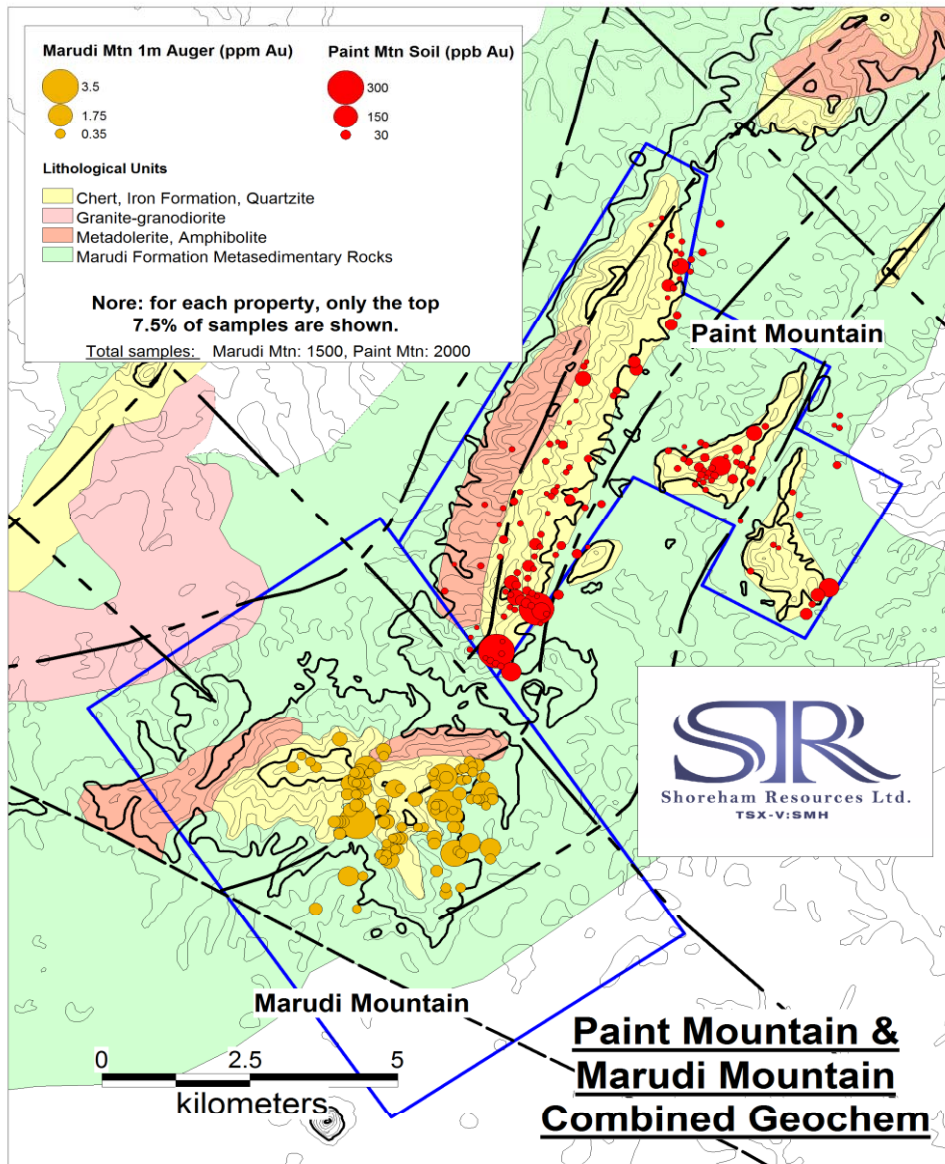 Marudi Mtn 1m Auger (ppm Au)
3.5
1.75
0.35
Paint Mtn Soil (ppb Au)
300
150
30
Lithological Units
Chert, Iron Formation, Quartzite
Granite-granodiorite
Metadolerite, Amphibolite
Marudi Formation Metasedimentary Rocks
Nore: for each property, only the top
7.5% of samples are shown.
Total samples: Marudi Mtn: 1500, Paint Mtn: 2000
Paint Mountain
SR
Shoreham Resources Ltd.
TSX-V:SMH
Marudi Mountain
0 2.5 5
kilometers
Paint Mountain &
Marudi Mountain
Combined Geochem